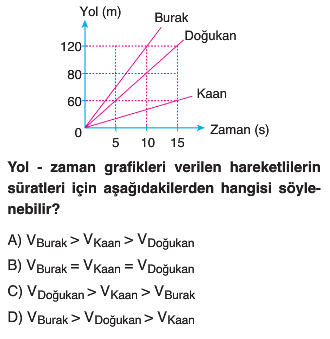 Yol (m)
Burak
Doğukan
120
80
60
Kaan
0
5 10 15
Zaman (s)
Yol - zaman grafikleri verilen hareketlilerin
süratleri için aşağıdakilerden hangisi söyle-
nebilir?
A) VBurak > VKaan > VDoğukan
B) VBurak = VKaan = VDoğukan
C) VDoğukan > VKaan > VBurak
D) VBurak > VDoğukan > VKaan